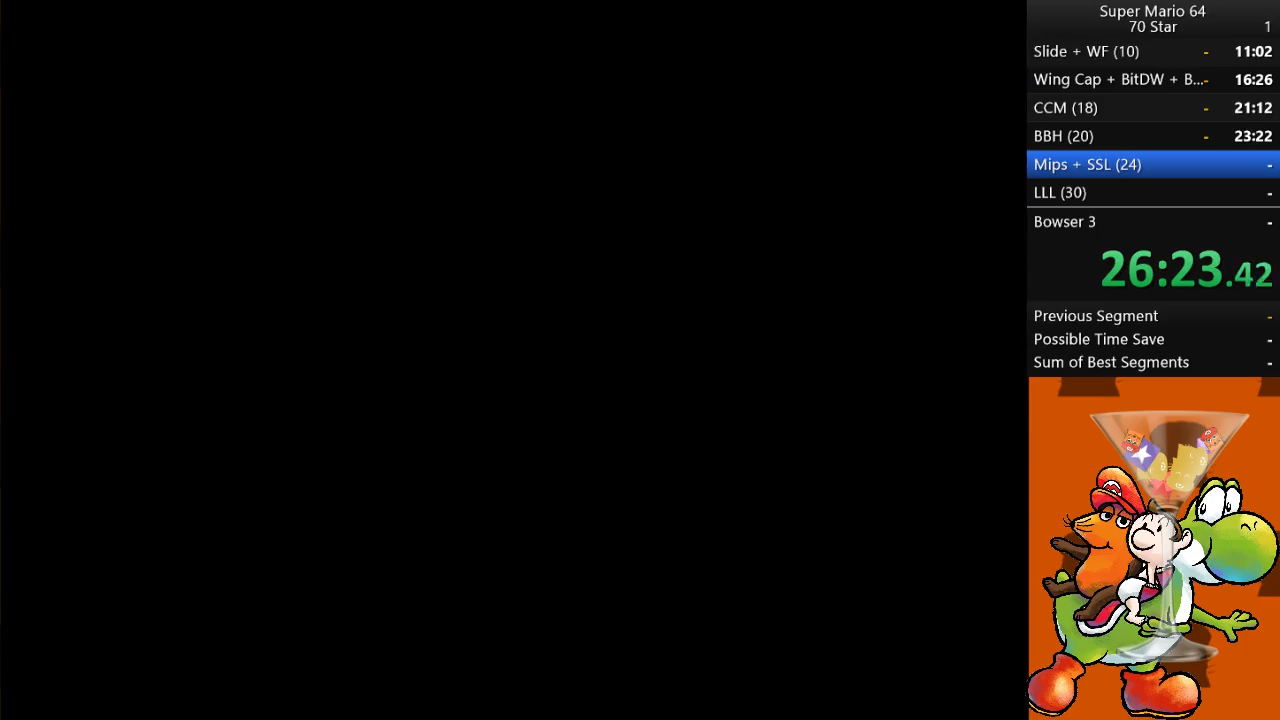 Super Mario 64
70 Star 1
Slide + WF (10) - 11:02
Wing Cap + BitDW + B...- 16:26
CCM (18) - 21:12
BBH (20) - 23:22
Mips + SSL (24) -
LLL (30) -
Bowser 3 -
26:23.42
Previous Segment -
Possible Time Save -
Sum of Best Segments -